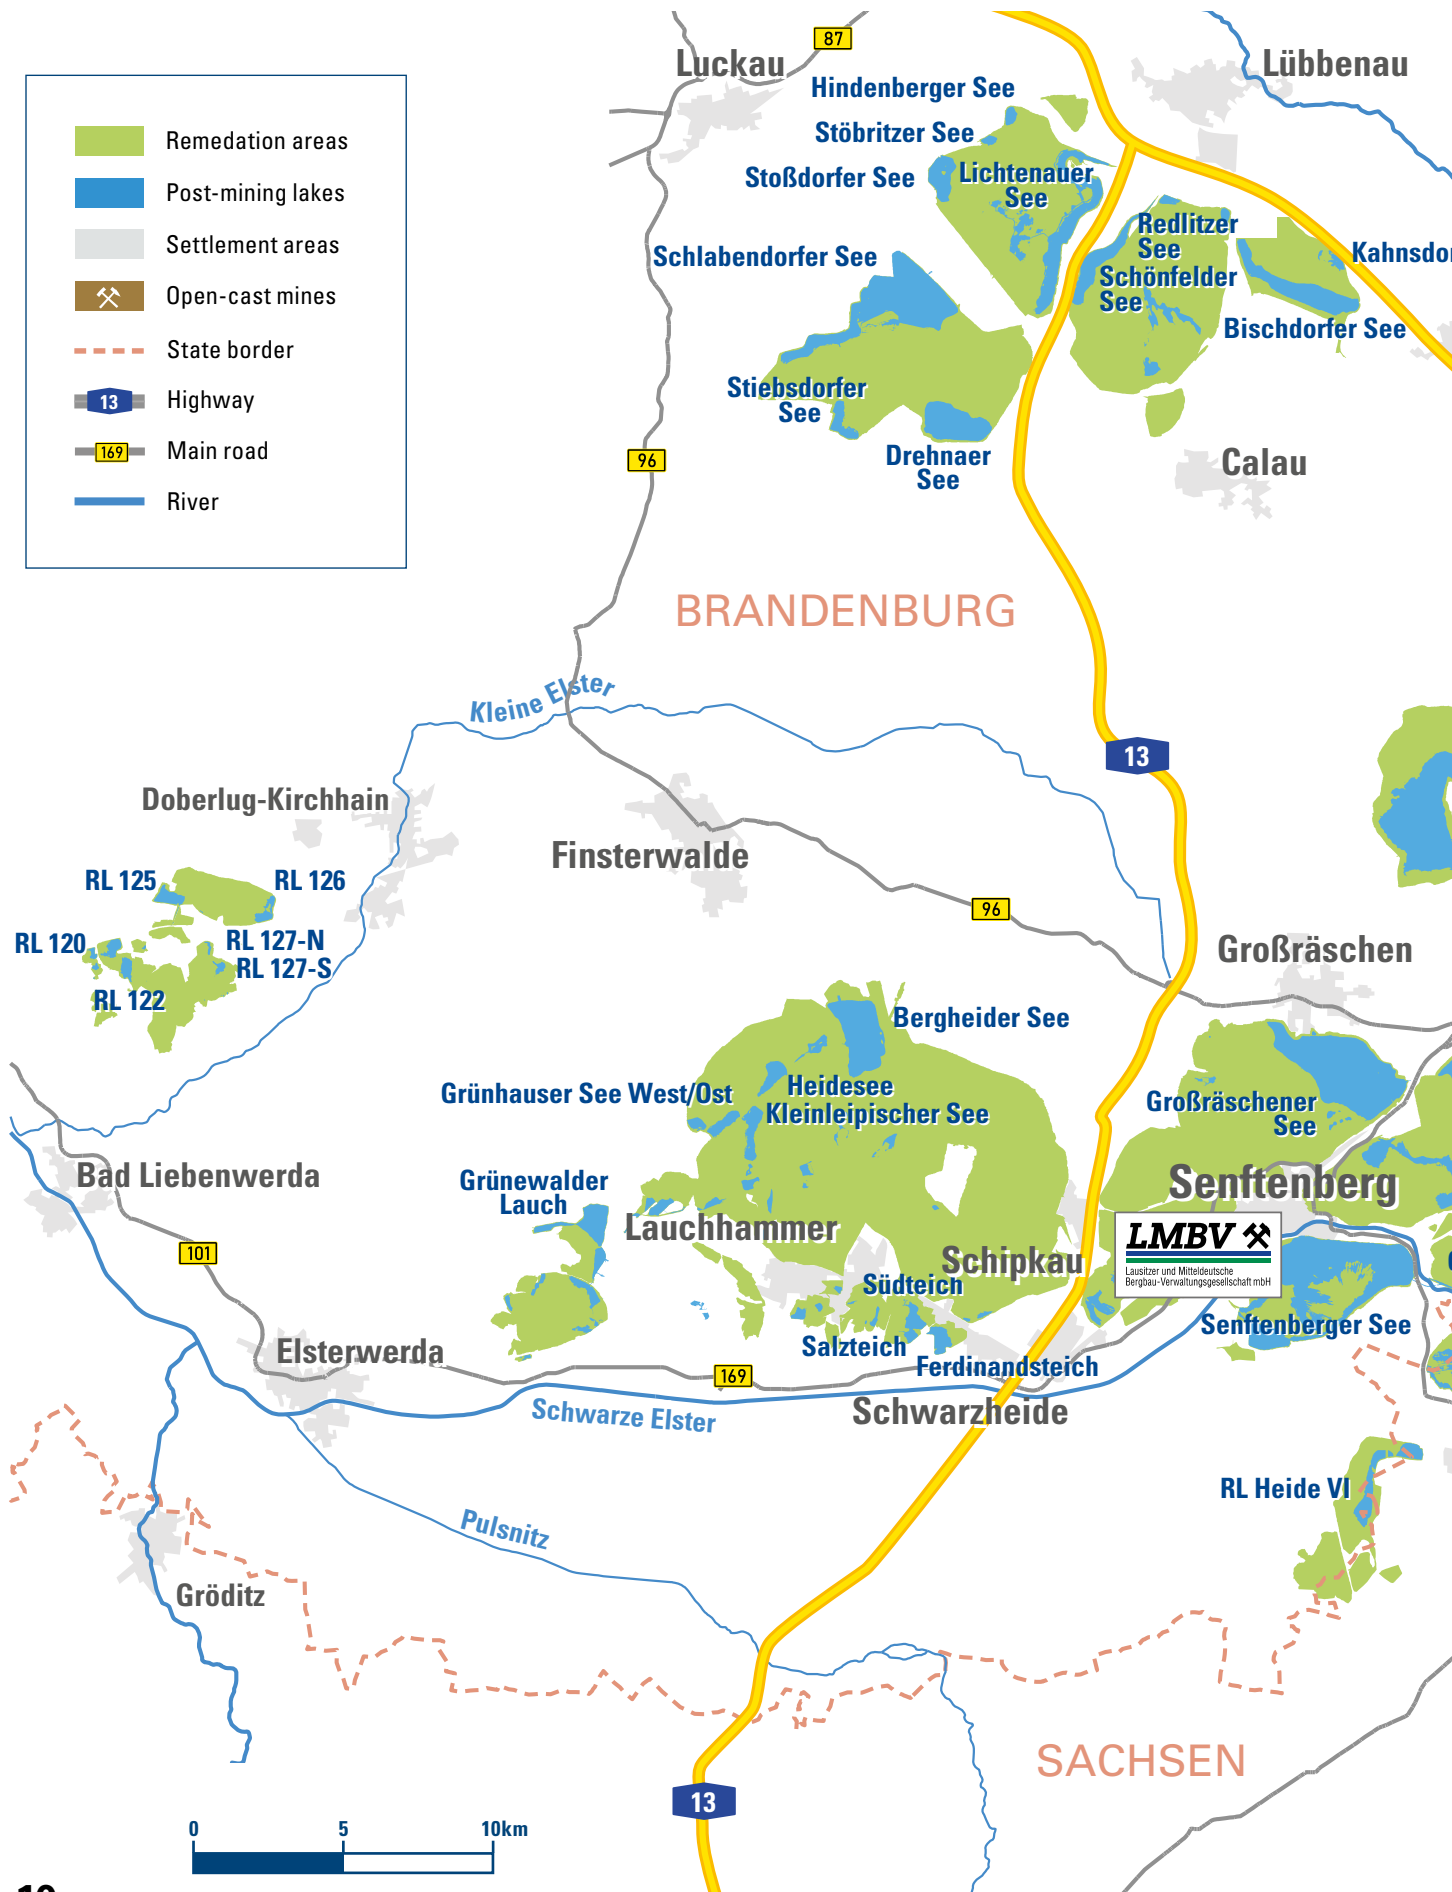 Remedation areas
Post-mining lakes
Settlement areas
Open-cast mines
State border
13
Highway
169
Main road
River
87
Luckau
Lübbenau
Hindenberger See
Stöbritzer See
Stoßdorfer See
Lichtenauer
See
Redlitzer
See
Schlabendorfer See
Schönfelder
See
Bischdorfer See
Stiebsdorfer
See
Drehnaer
See
Calau
96
BRANDENBURG
Kleine Elster
13
Doberlug-Kirchhain
Finsterwalde
RL 125
RL 126
96
RL 120
RL 127-N
RL 127-S
RL 122
Großräschen
Bergheider See
Grünhauser See West/Ost
Heidesee
Kleinleipischer See
Großräschener
See
Bad Liebenwerda
Grünewalder
Lauch
Senftenberg
Lauchhammer
LMBV
Lausitzer und Mitteldeutsche
Bergbau-Verwaltungsgesellschaft mbH
101
Schipkau
Südteich
Senftenberger See
Salzteich
Elsterwerda
Ferdinandsteich
169
Schwarze Elster
Schwarzheide
RL Heide VI
Pulsnitz
Gröditz
SACHSEN
13
0 5 10km